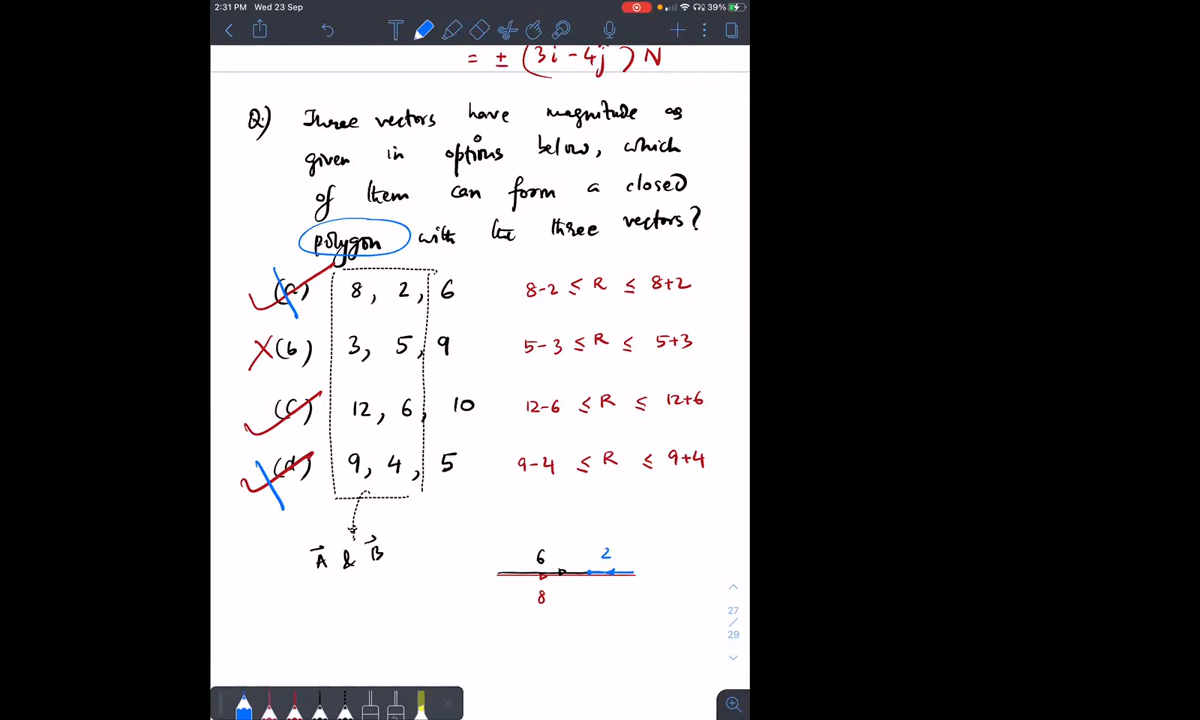 2:31 PM Wed 23 Sep 39%
= ± (3i - 4j) N
Q.) Three vectors have magnitude as
given in options below, which
of them can form a closed
polygon with the three vectors?
(a) 8, 2, 6 8-2 ≤ R ≤ 8+2
(b) 3, 5, 9 5-3 ≤ R ≤ 5+3
(c) 12, 6, 10 12-6 ≤ R ≤ 12+6
(d) 9, 4, 5 9-4 ≤ R ≤ 9+4
A⃗ & B⃗
6 2
8
27
/
29